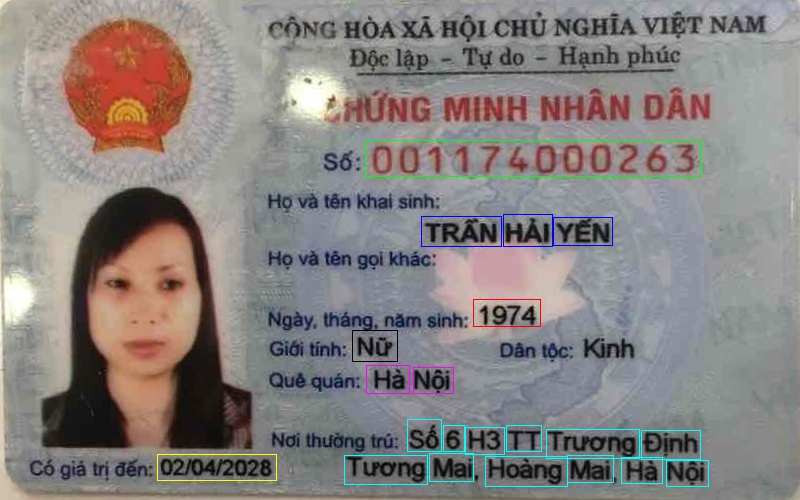 CỘNG HÒA XÃ HỘI CHỦ NGHĨA VIỆT NAM
Độc lập - Tự do - Hạnh phúc
CHỨNG MINH NHÂN DÂN
Số: 001174000263
Họ và tên khai sinh:
TRẦN HẢI YẾN
Họ và tên gọi khác:
Ngày, tháng, năm sinh: 1974
Giới tính: Nữ Dân tộc: Kinh
Quê quán: Hà Nội
Nơi thường trú: Số 6 H3 TT Trương Định
Tương Mai, Hoàng Mai, Hà Nội
Có giá trị đến: 02/04/2028